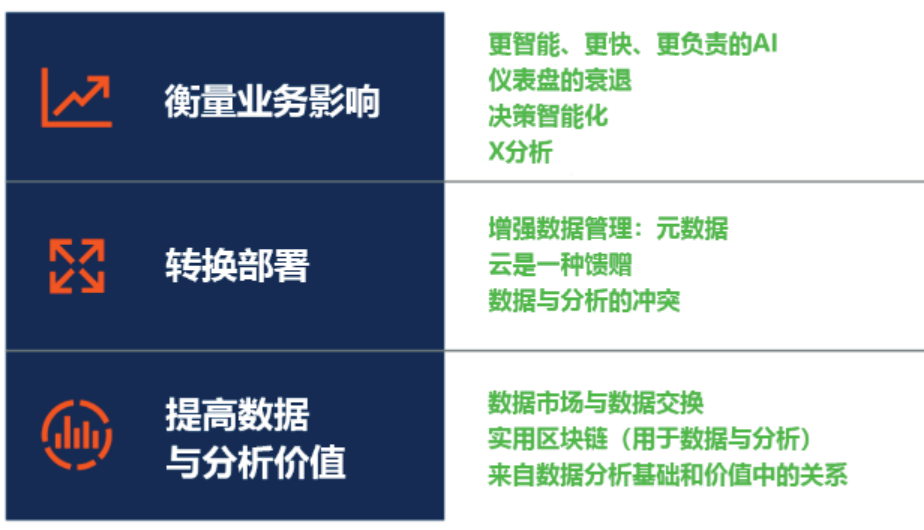 衡量业务影响
更智能、更快、更负责的AI
仪表盘的衰退
决策智能化
X分析
转换部署
增强数据管理：元数据
云是一种馈赠
数据与分析的冲突
提高数据
与分析价值
数据市场与数据交换
实用区块链（用于数据与分析）
来自数据分析基础和价值中的关系